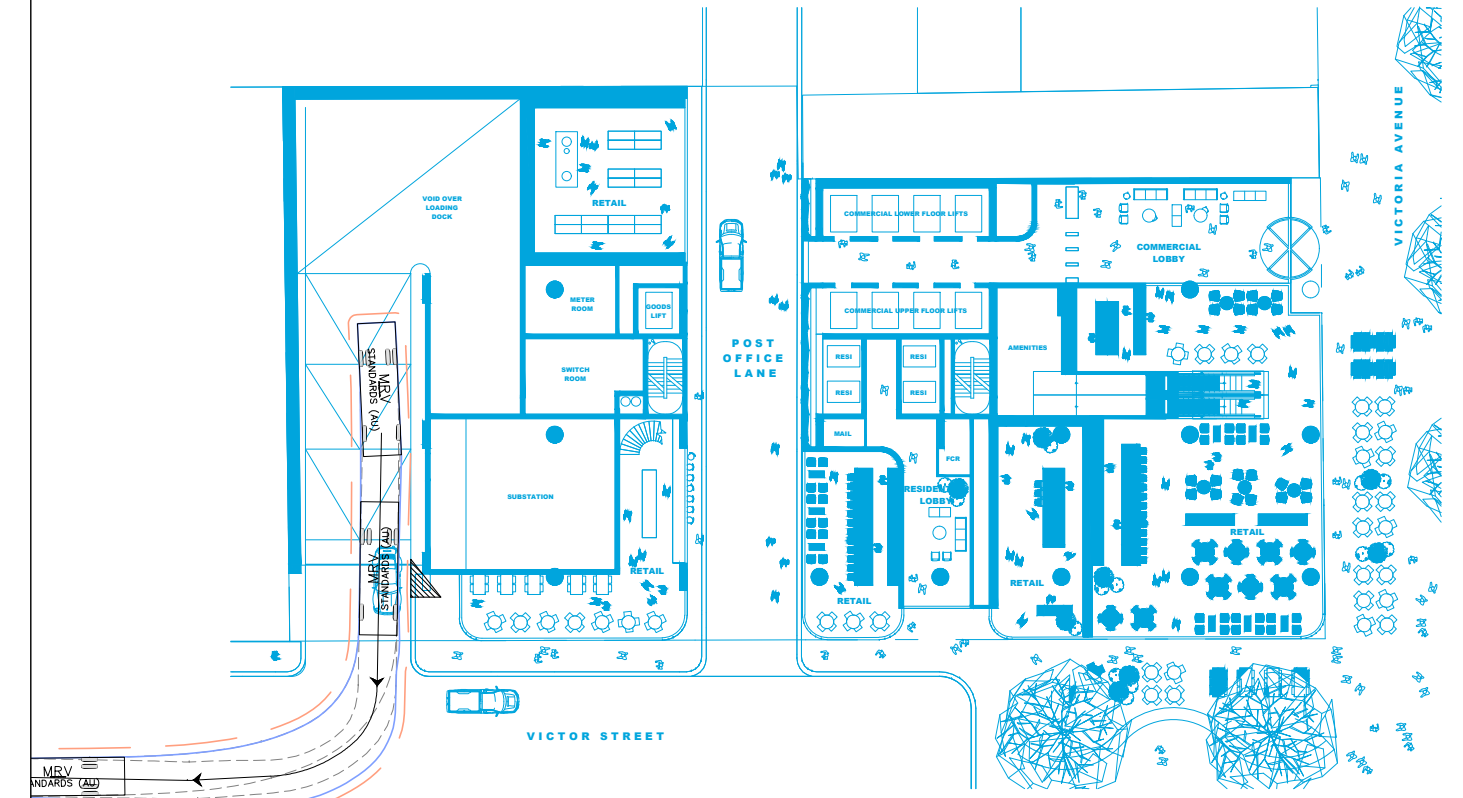 VICTORIA AVENUE
VOID OVER
LOADING
DOCK
RETAIL
COMMERCIAL LOWER FLOOR LIFTS
COMMERCIAL
LOBBY
METER
ROOM
GOODS
LIFT
COMMERCIAL UPPER FLOOR LIFTS
POST
OFFICE
LANE
AMENITIES
RESI
RESI
SWITCH
ROOM
RESI
RESI
MRV
STANDARDS (AU)
MAIL
FCR
SUBSTATION
RESIDEN
LOBBY
RETAIL
MRV
STANDARDS (AU)
RETAIL
RETAIL
RETAIL
VICTOR STREET
MRV
ANDARDS (AU)